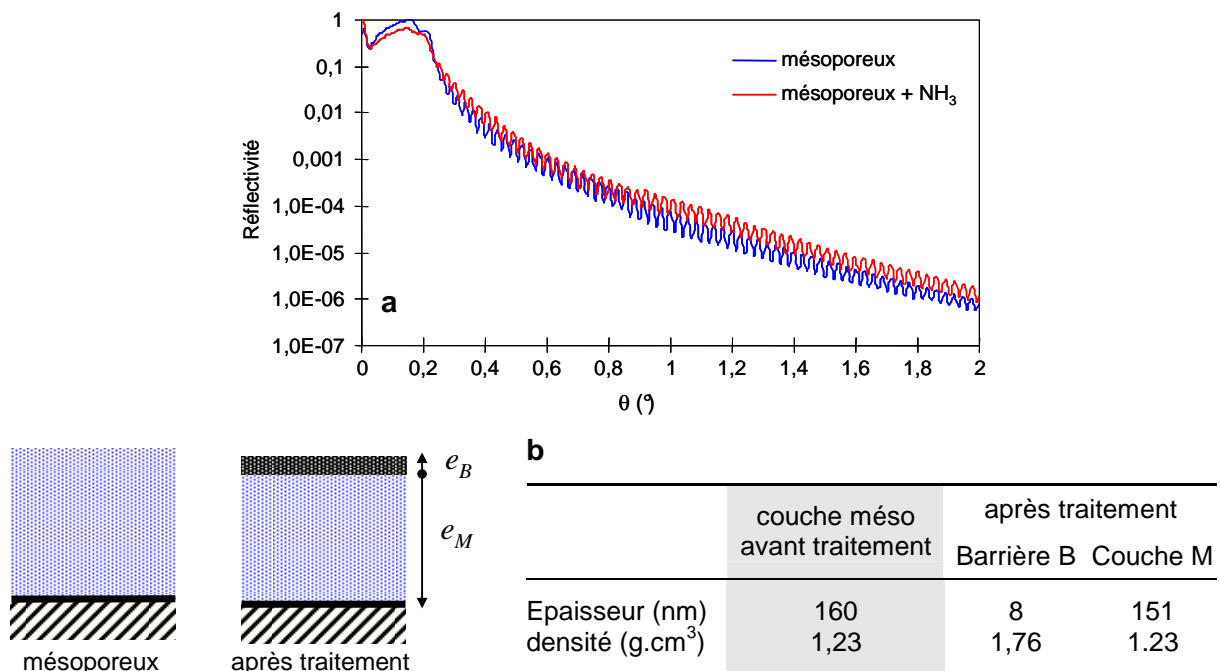 1
0,1
0,01
0,001
1,0E-04
1,0E-05
1,0E-06
1,0E-07
Réflectivité
mésoporeux
mésoporeux + NH3
a
0 0,2 0,4 0,6 0,8 1 1,2 1,4 1,6 1,8 2
θ (°)
e_B
e_M
mésoporeux
après traitement
b
couche méso
avant traitement
après traitement
Barrière B Couche M
Epaisseur (nm) 160 8 151
densité (g.cm3) 1,23 1,76 1.23